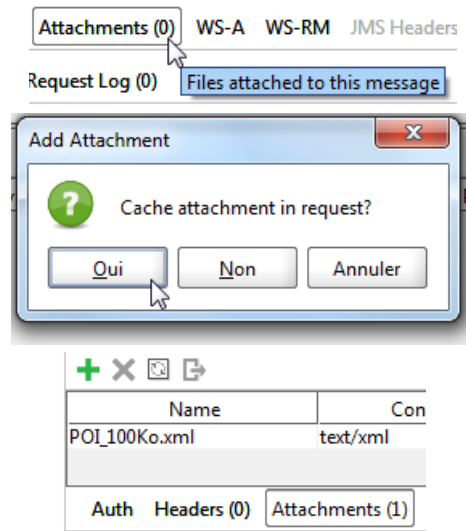 Attachments (0) WS-A WS-RM JMS Headers
Request Log (0) Files attached to this message
Add Attachment
Cache attachment in request?
Oui Non Annuler
Name Con
POI_100Ko.xml text/xml
Auth Headers (0) Attachments (1)